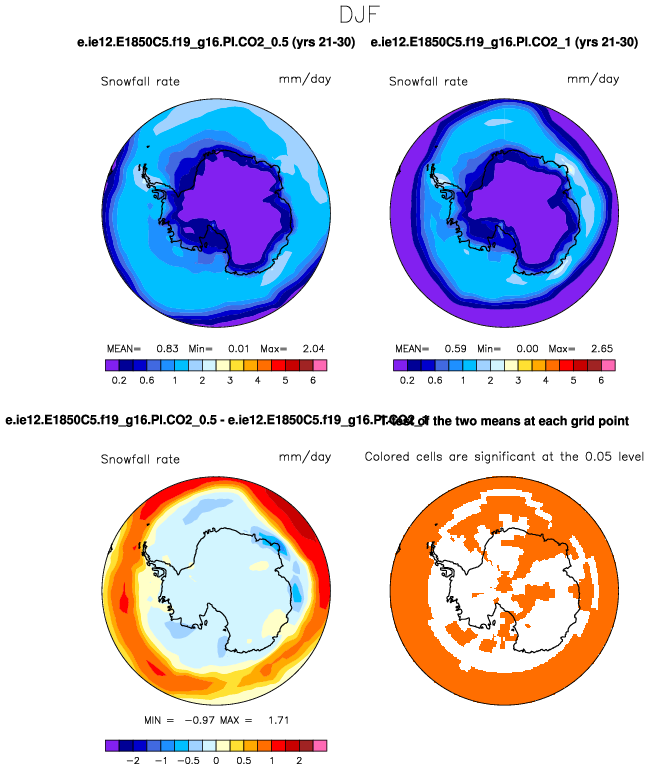 DJF
e.ie12.E1850C5.f19_g16.PI.CO2_0.5 (yrs 21-30)
e.ie12.E1850C5.f19_g16.PI.CO2_1 (yrs 21-30)
Snowfall rate mm/day
Snowfall rate mm/day
MEAN= 0.83 Min= 0.01 Max= 2.04
MEAN= 0.59 Min= 0.00 Max= 2.65
0.2 0.6 1 2 3 4 5 6
0.2 0.6 1 2 3 4 5 6
e.ie12.E1850C5.f19_g16.PI.CO2_0.5 - e.ie12.E1850C5.f19_g16.PI.CO2_1
T-Test of the two means at each grid point
Snowfall rate mm/day
Colored cells are significant at the 0.05 level
MIN = -0.97 MAX = 1.71
-2 -1 -0.5 0 0.5 1 2